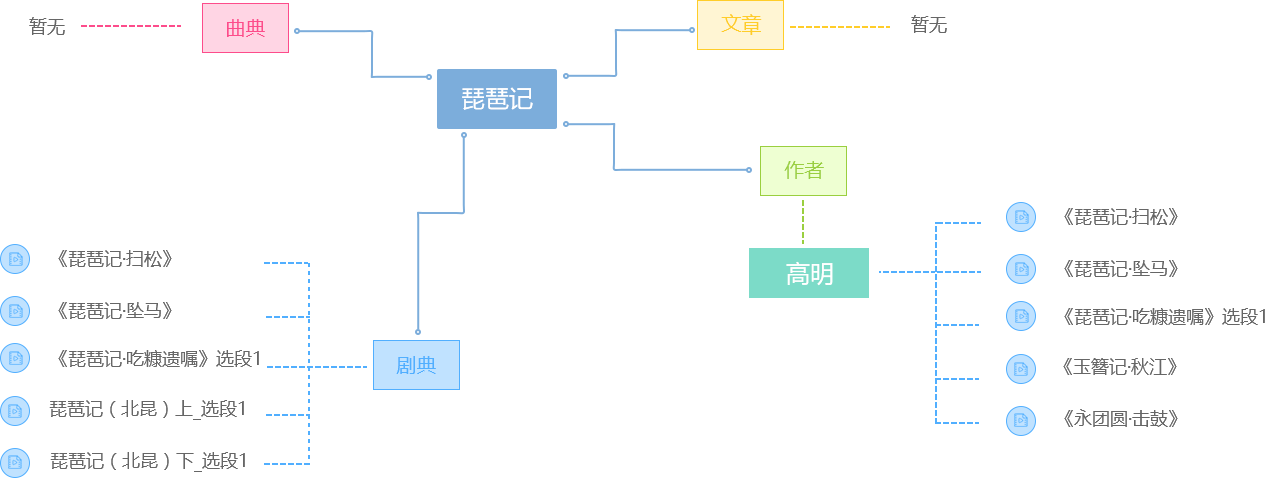 暂无
曲典
文章
暂无
琵琶记
作者
高明
《琵琶记·扫松》
《琵琶记·坠马》
《琵琶记·吃糠遗嘱》选段1
《玉簪记·秋江》
《永团圆·击鼓》
剧典
《琵琶记·扫松》
《琵琶记·坠马》
《琵琶记·吃糠遗嘱》选段1
琵琶记（北昆）上_选段1
琵琶记（北昆）下_选段1